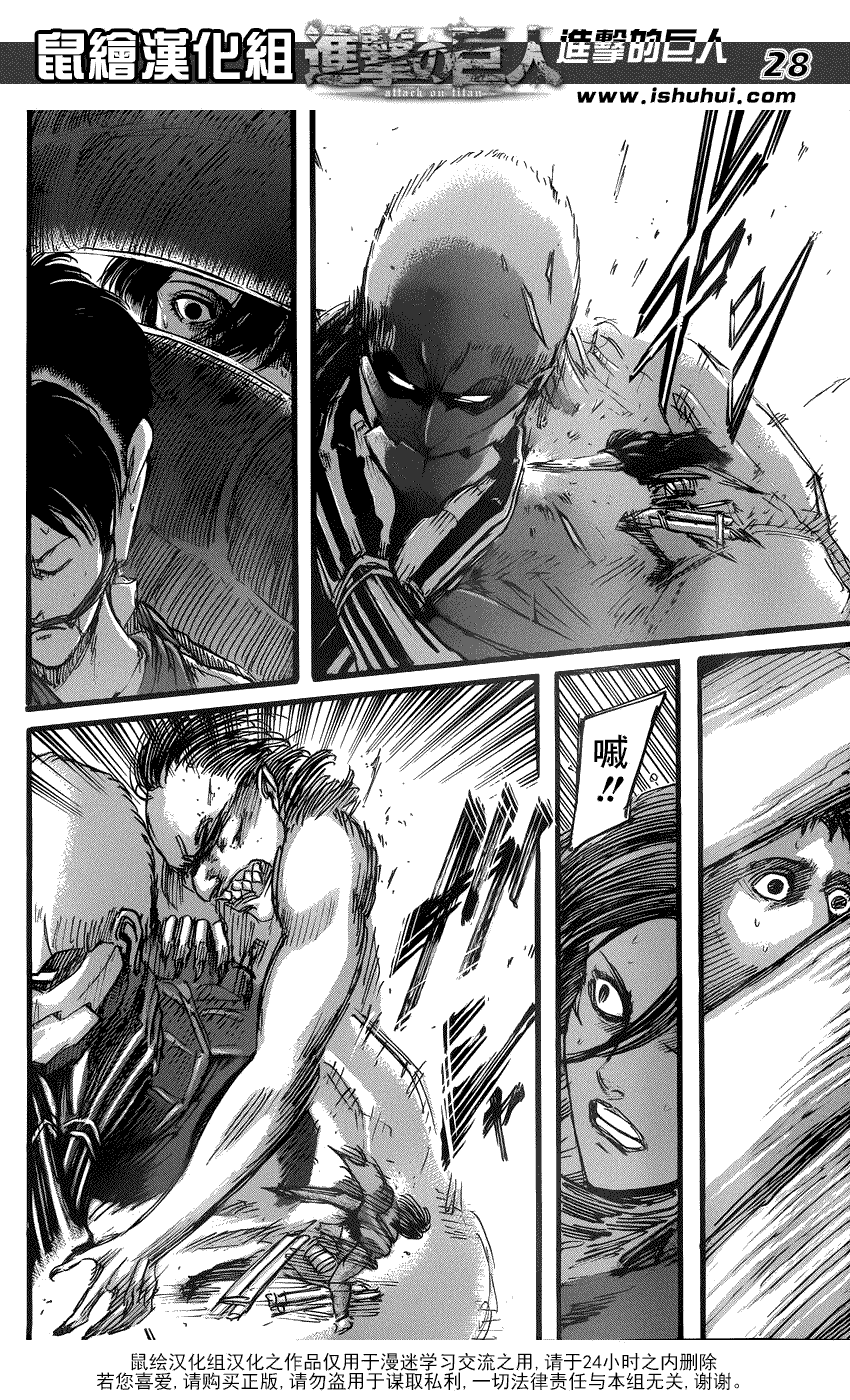 鼠繪漢化組
進撃の巨人
attack on titan
進擊的巨人
28
www.ishuhui.com
嘁!!
鼠绘汉化组汉化之作品仅用于漫迷学习交流之用, 请于24小时之内删除
若您喜爱, 请购买正版, 请勿盗用于谋取私利, 一切法律责任与本组无关, 谢谢。